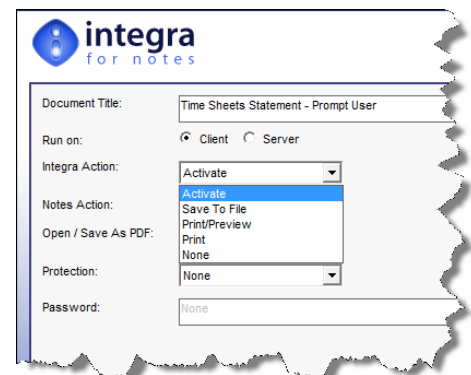 integra
for notes
Document Title: Time Sheets Statement - Prompt User
Run on: Client Server
Integra Action: Activate
Activate
Notes Action: Save To File
Print/Preview
Open / Save As PDF: Print
None
Protection: None
Password: None